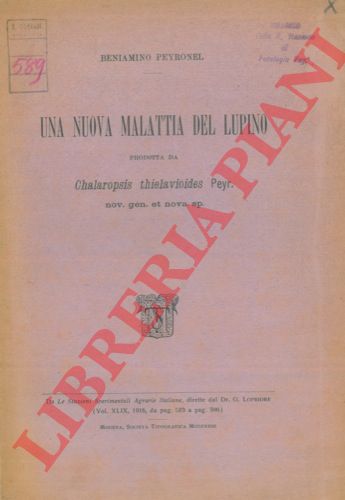 589
BENIAMINO PEYRONEL
UNA NUOVA MALATTIA DEL LUPINO
PRODOTTA DA
Chalaropsis thielavioides Peyr.
nov. gen. et nova sp.
LIBRERIA PIANI
Da Le Stazioni Sperimentali Agrarie Italiane, dirette dal Dr. G. LOPRIORE
(Vol. XLIX, 1916, da pag. 583 a pag. 596)
MODENA, SOCIETÀ TIPOGRAFICA MODENESE